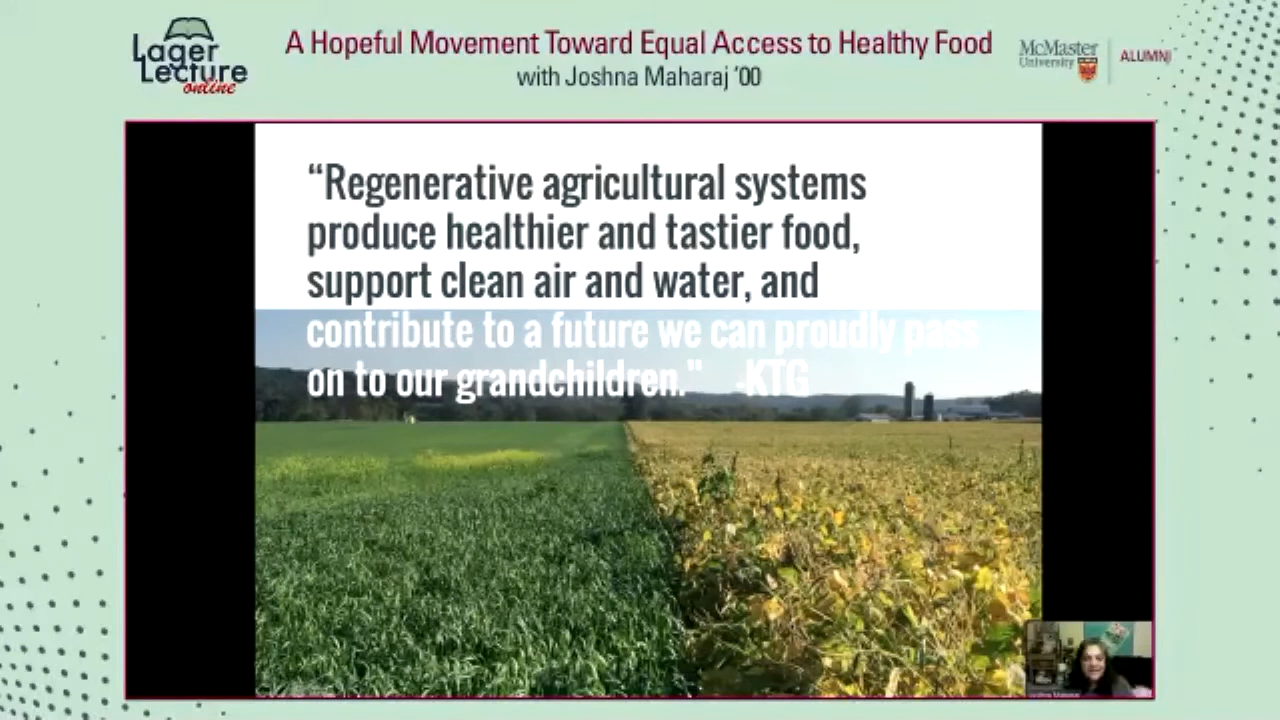 Lager
Lecture
online
A Hopeful Movement Toward Equal Access to Healthy Food
with Joshna Maharaj ‘00
McMaster
University
ALUMNI
“Regenerative agricultural systems
produce healthier and tastier food,
support clean air and water, and
contribute to a future we can proudly pass
on to our grandchildren.” -KTG